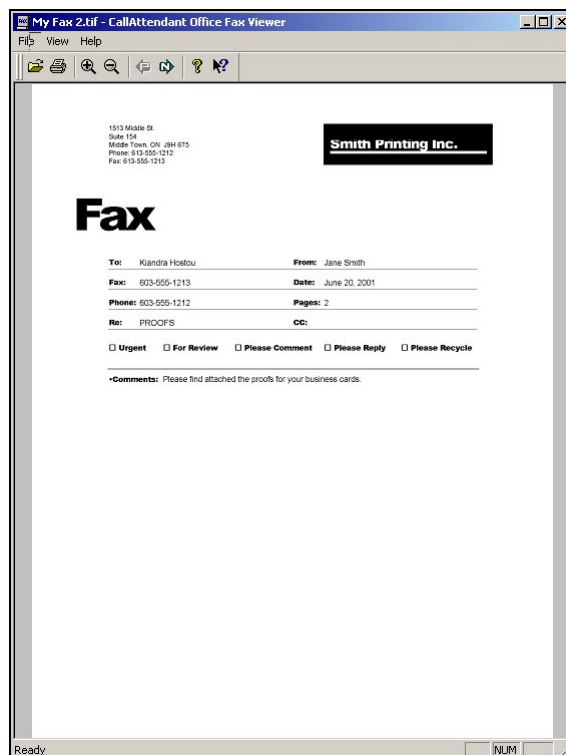 My Fax 2.tif - CallAttendant Office Fax Viewer
File View Help
1513 Middle St.
Suite 154
Middle Town, ON J9H 6T5
Phone: 613-555-1212
Fax: 613-555-1213
Smith Printing Inc.
Fax
To: Kiandra Hostou From: Jane Smith
Fax: 603-555-1213 Date: June 20, 2001
Phone: 603-555-1212 Pages: 2
Re: PROOFS CC:
Urgent For Review Please Comment Please Reply Please Recycle
•Comments: Please find attached the proofs for your business cards.
Ready NUM